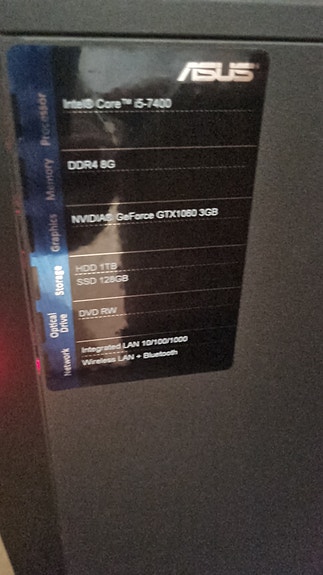 ASUS
Processor
Intel® Core™ i5-7400
Memory
DDR4 8G
Graphics
NVIDIA® GeForce GTX1060 3GB
Storage
HDD 1TB
SSD 128GB
Optical
Drive
DVD RW
Network
Integrated LAN 10/100/1000
Wireless LAN + Bluetooth